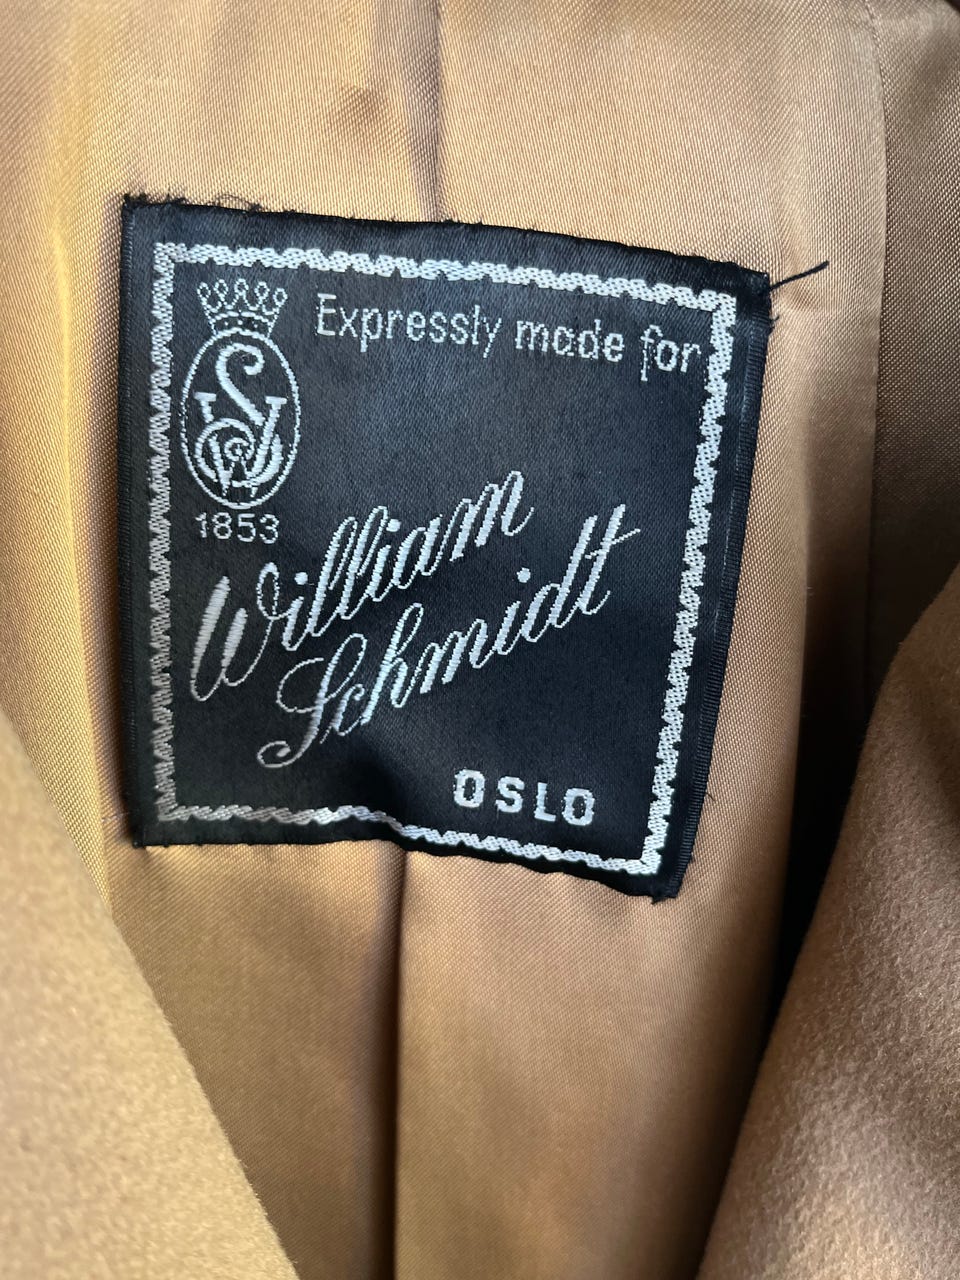 Expressly made for
1853
William
Schmidt
OSLO